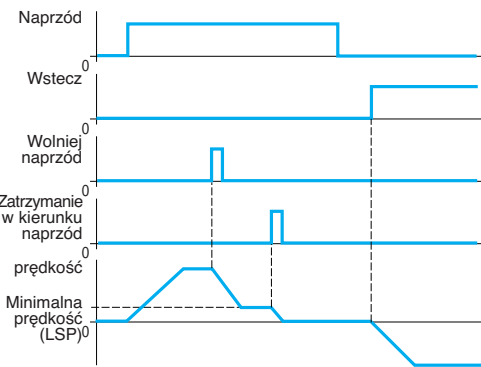 Naprzód
0
Wstecz
0
Wolniej
naprzód
0
Zatrzymanie
w kierunku
naprzód
0
prędkość
Minimalna
prędkość
(LSP)
0